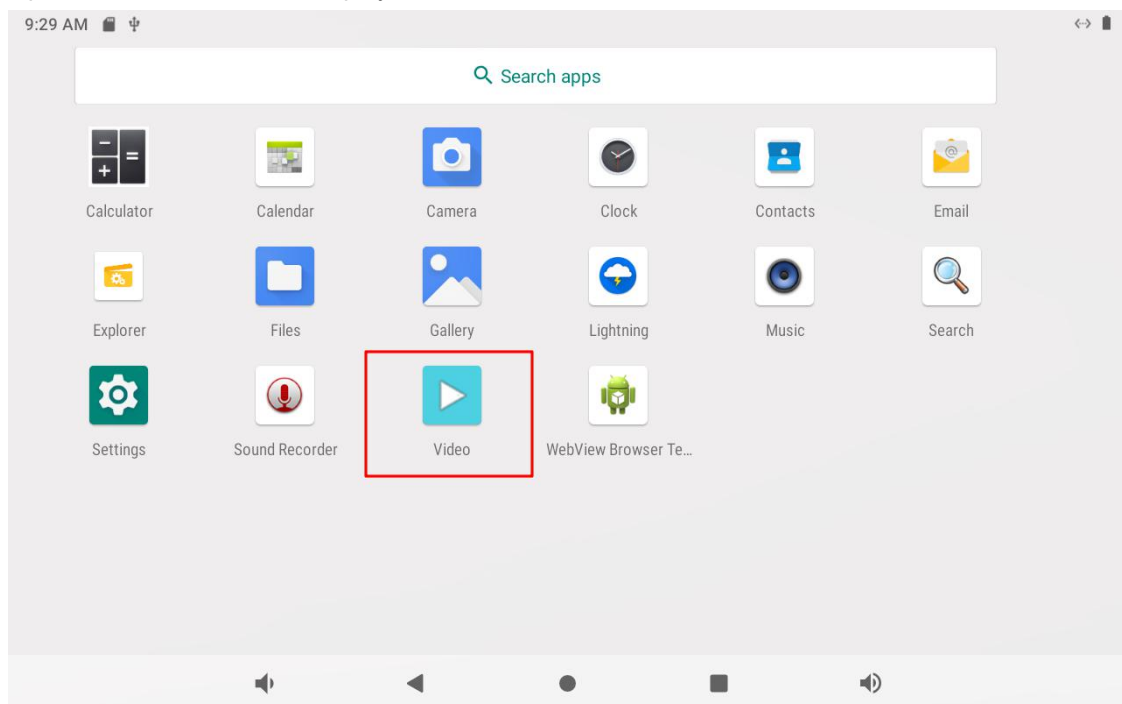 9:29 AM
Search apps
Calculator Calendar Camera Clock Contacts Email
Explorer Files Gallery Lightning Music Search
Settings Sound Recorder Video WebView Browser Te…